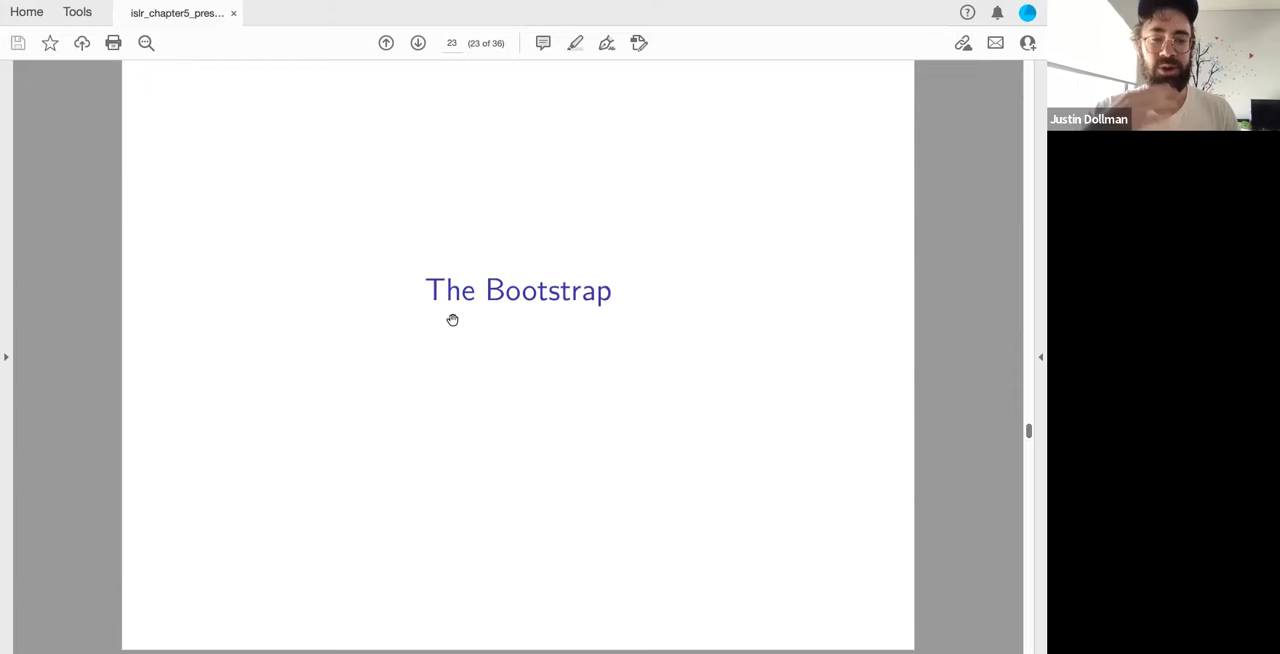 Home
Tools
islr_chapter5_pres... ×
23 (23 of 36)
Justin Dollman
The Bootstrap